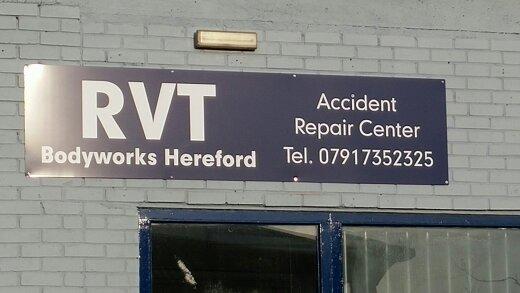 RVT
Bodyworks Hereford
Accident
Repair Center
Tel. 07917352325